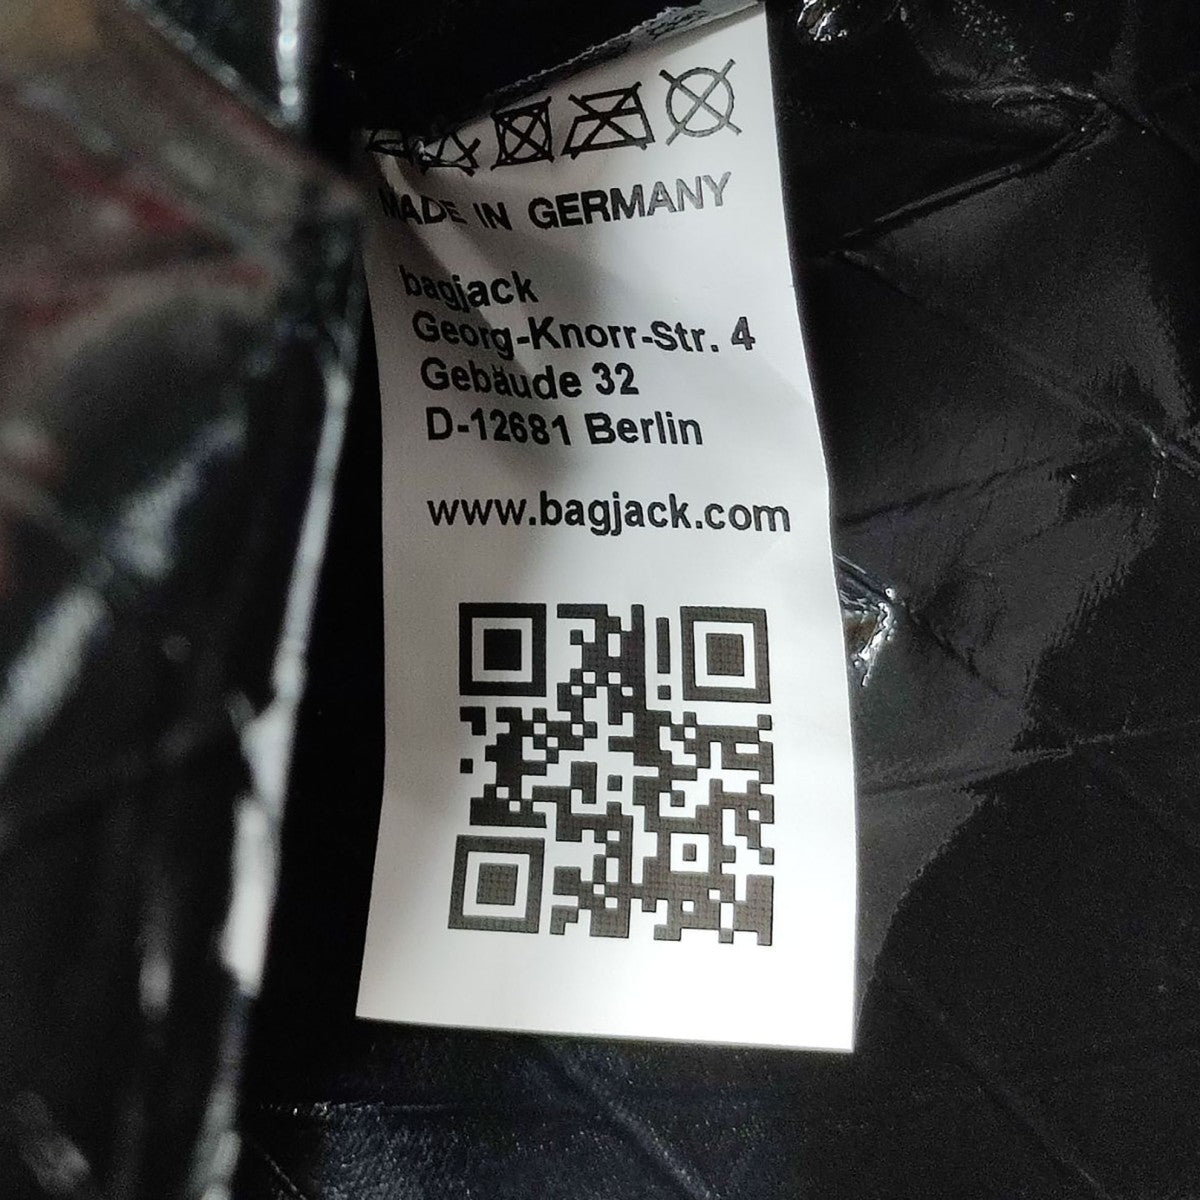 MADE IN GERMANY
bagjack
Georg-Knorr-Str. 4
Gebäude 32
D-12681 Berlin
www.bagjack.com